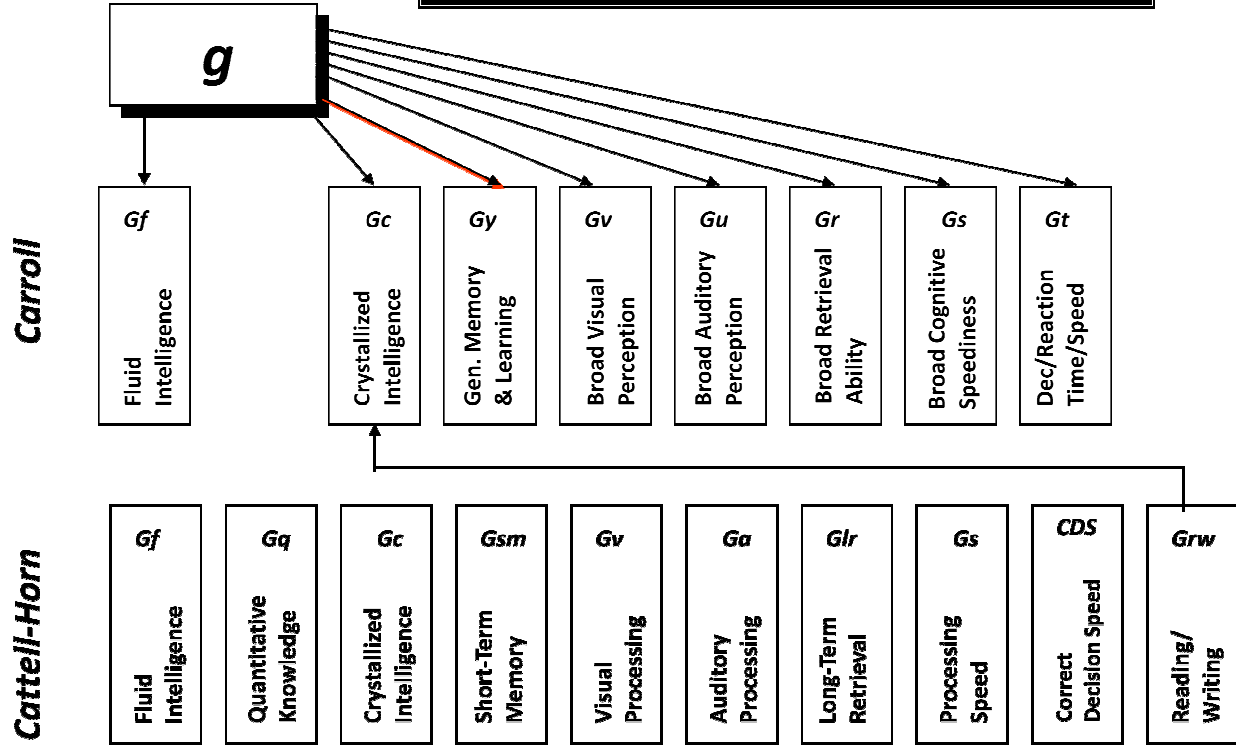 g
Carroll
Gf
Fluid
Intelligence
Gc
Crystallized
Intelligence
Gy
Gen. Memory
& Learning
Gv
Broad Visual
Perception
Gu
Broad Auditory
Perception
Gr
Broad Retrieval
Ability
Gs
Broad Cognitive
Speediness
Gt
Dec/Reaction
Time/Speed
Cattell-Horn
Gf
Fluid
Intelligence
Gq
Quantitative
Knowledge
Gc
Crystallized
Intelligence
Gsm
Short-Term
Memory
Gv
Visual
Processing
Ga
Auditory
Processing
Glr
Long-Term
Retrieval
Gs
Processing
Speed
CDS
Correct
Decision Speed
Grw
Reading/
Writing